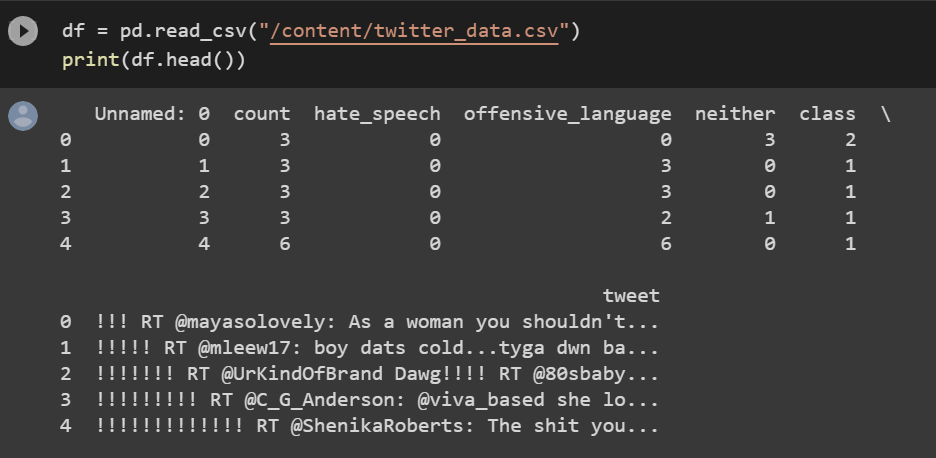 df = pd.read_csv("/content/twitter_data.csv")
print(df.head())
Unnamed: 0 count hate_speech offensive_language neither class \
0 0 3 0 0 3 2
1 1 3 0 3 0 1
2 2 3 0 3 0 1
3 3 3 0 2 1 1
4 4 6 0 6 0 1
tweet
0 !!! RT @mayasolovely: As a woman you shouldn't...
1 !!!!! RT @mleew17: boy dats cold...tyga dwn ba...
2 !!!!!!! RT @UrKindOfBrand Dawg!!!! RT @80sbaby...
3 !!!!!!!!! RT @C_G_Anderson: @viva_based she lo...
4 !!!!!!!!!!!!! RT @ShenikaRoberts: The shit you...